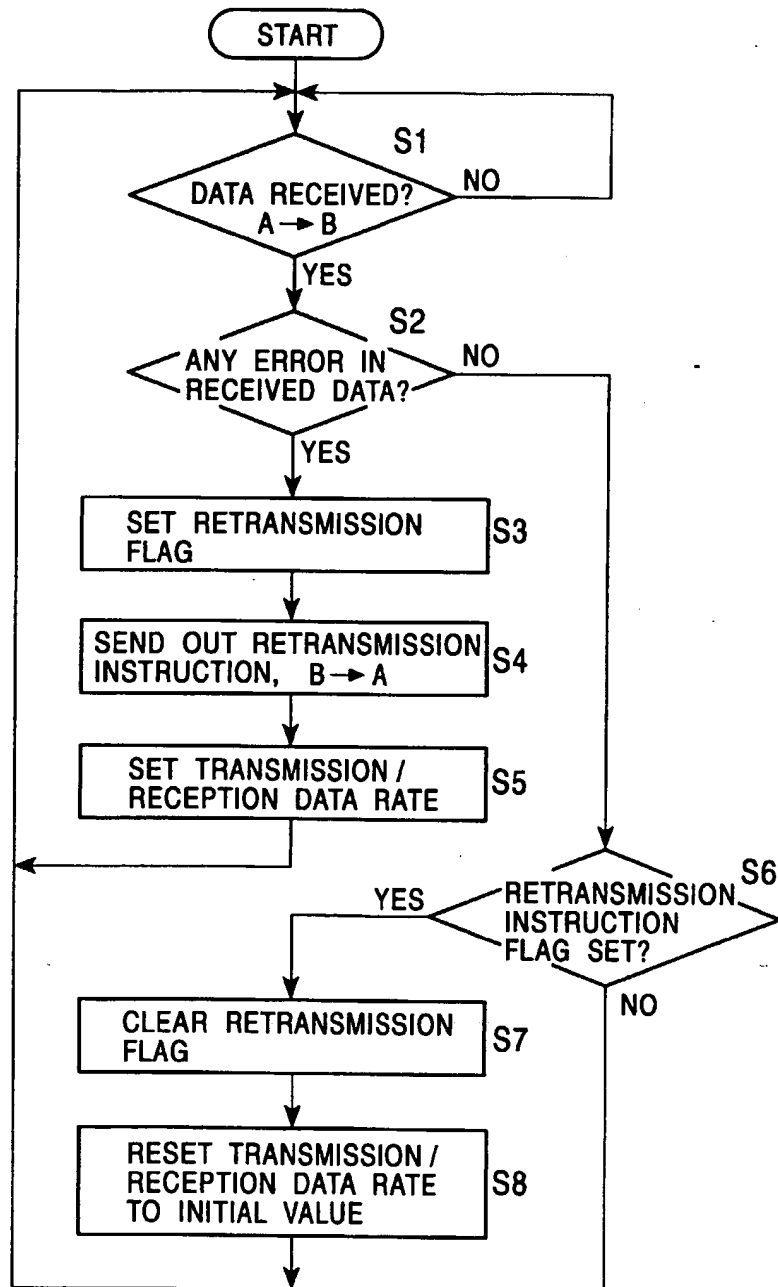 START
S1
DATA RECEIVED?
A → B
NO
YES
S2
ANY ERROR IN
RECEIVED DATA?
NO
YES
SET RETRANSMISSION
FLAG
S3
SEND OUT RETRANSMISSION
INSTRUCTION, B → A
S4
SET TRANSMISSION /
RECEPTION DATA RATE
S5
S6
YES
RETRANSMISSION
INSTRUCTION
FLAG SET?
NO
CLEAR RETRANSMISSION
FLAG
S7
RESET TRANSMISSION /
RECEPTION DATA RATE
TO INITIAL VALUE
S8